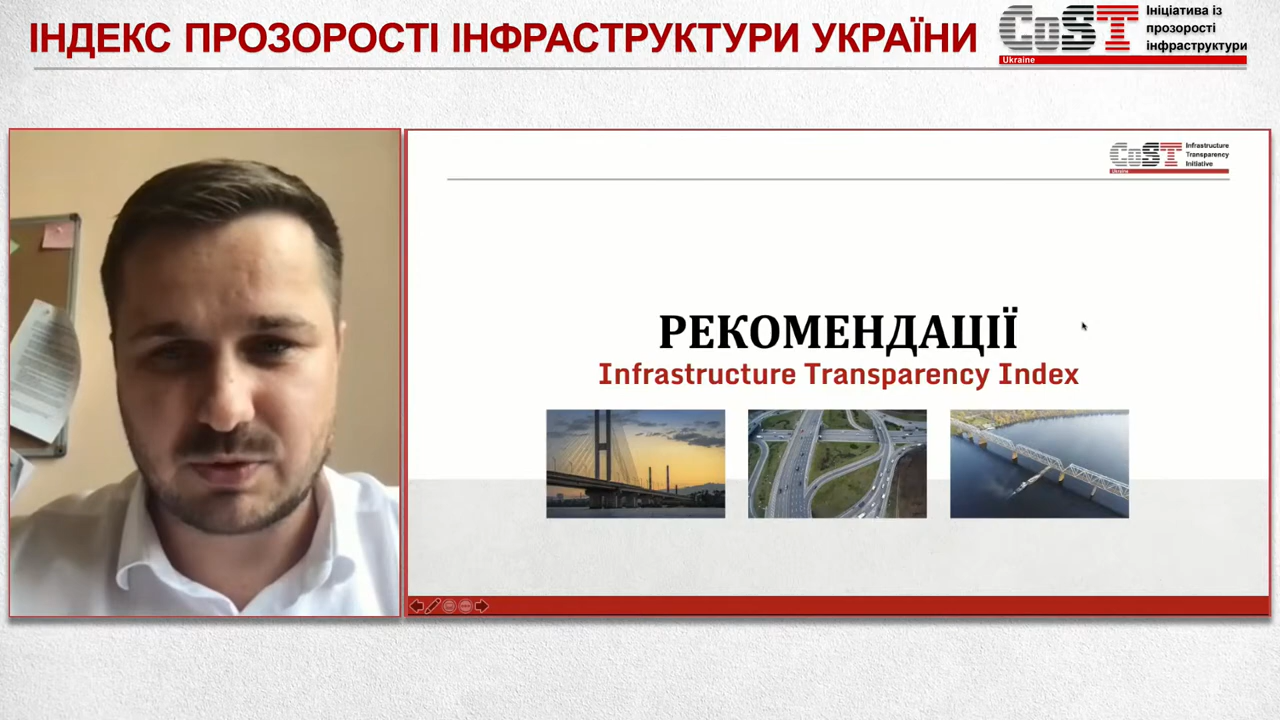 ІНДЕКС ПРОЗОРОСТІ ІНФРАСТРУКТУРИ УКРАЇНИ
CoST
Ukraine
Ініціатива із
прозорості
інфраструктури
CoST
Ukraine
Infrastructure
Transparency
Initiative
РЕКОМЕНДАЦІЇ
Infrastructure Transparency Index